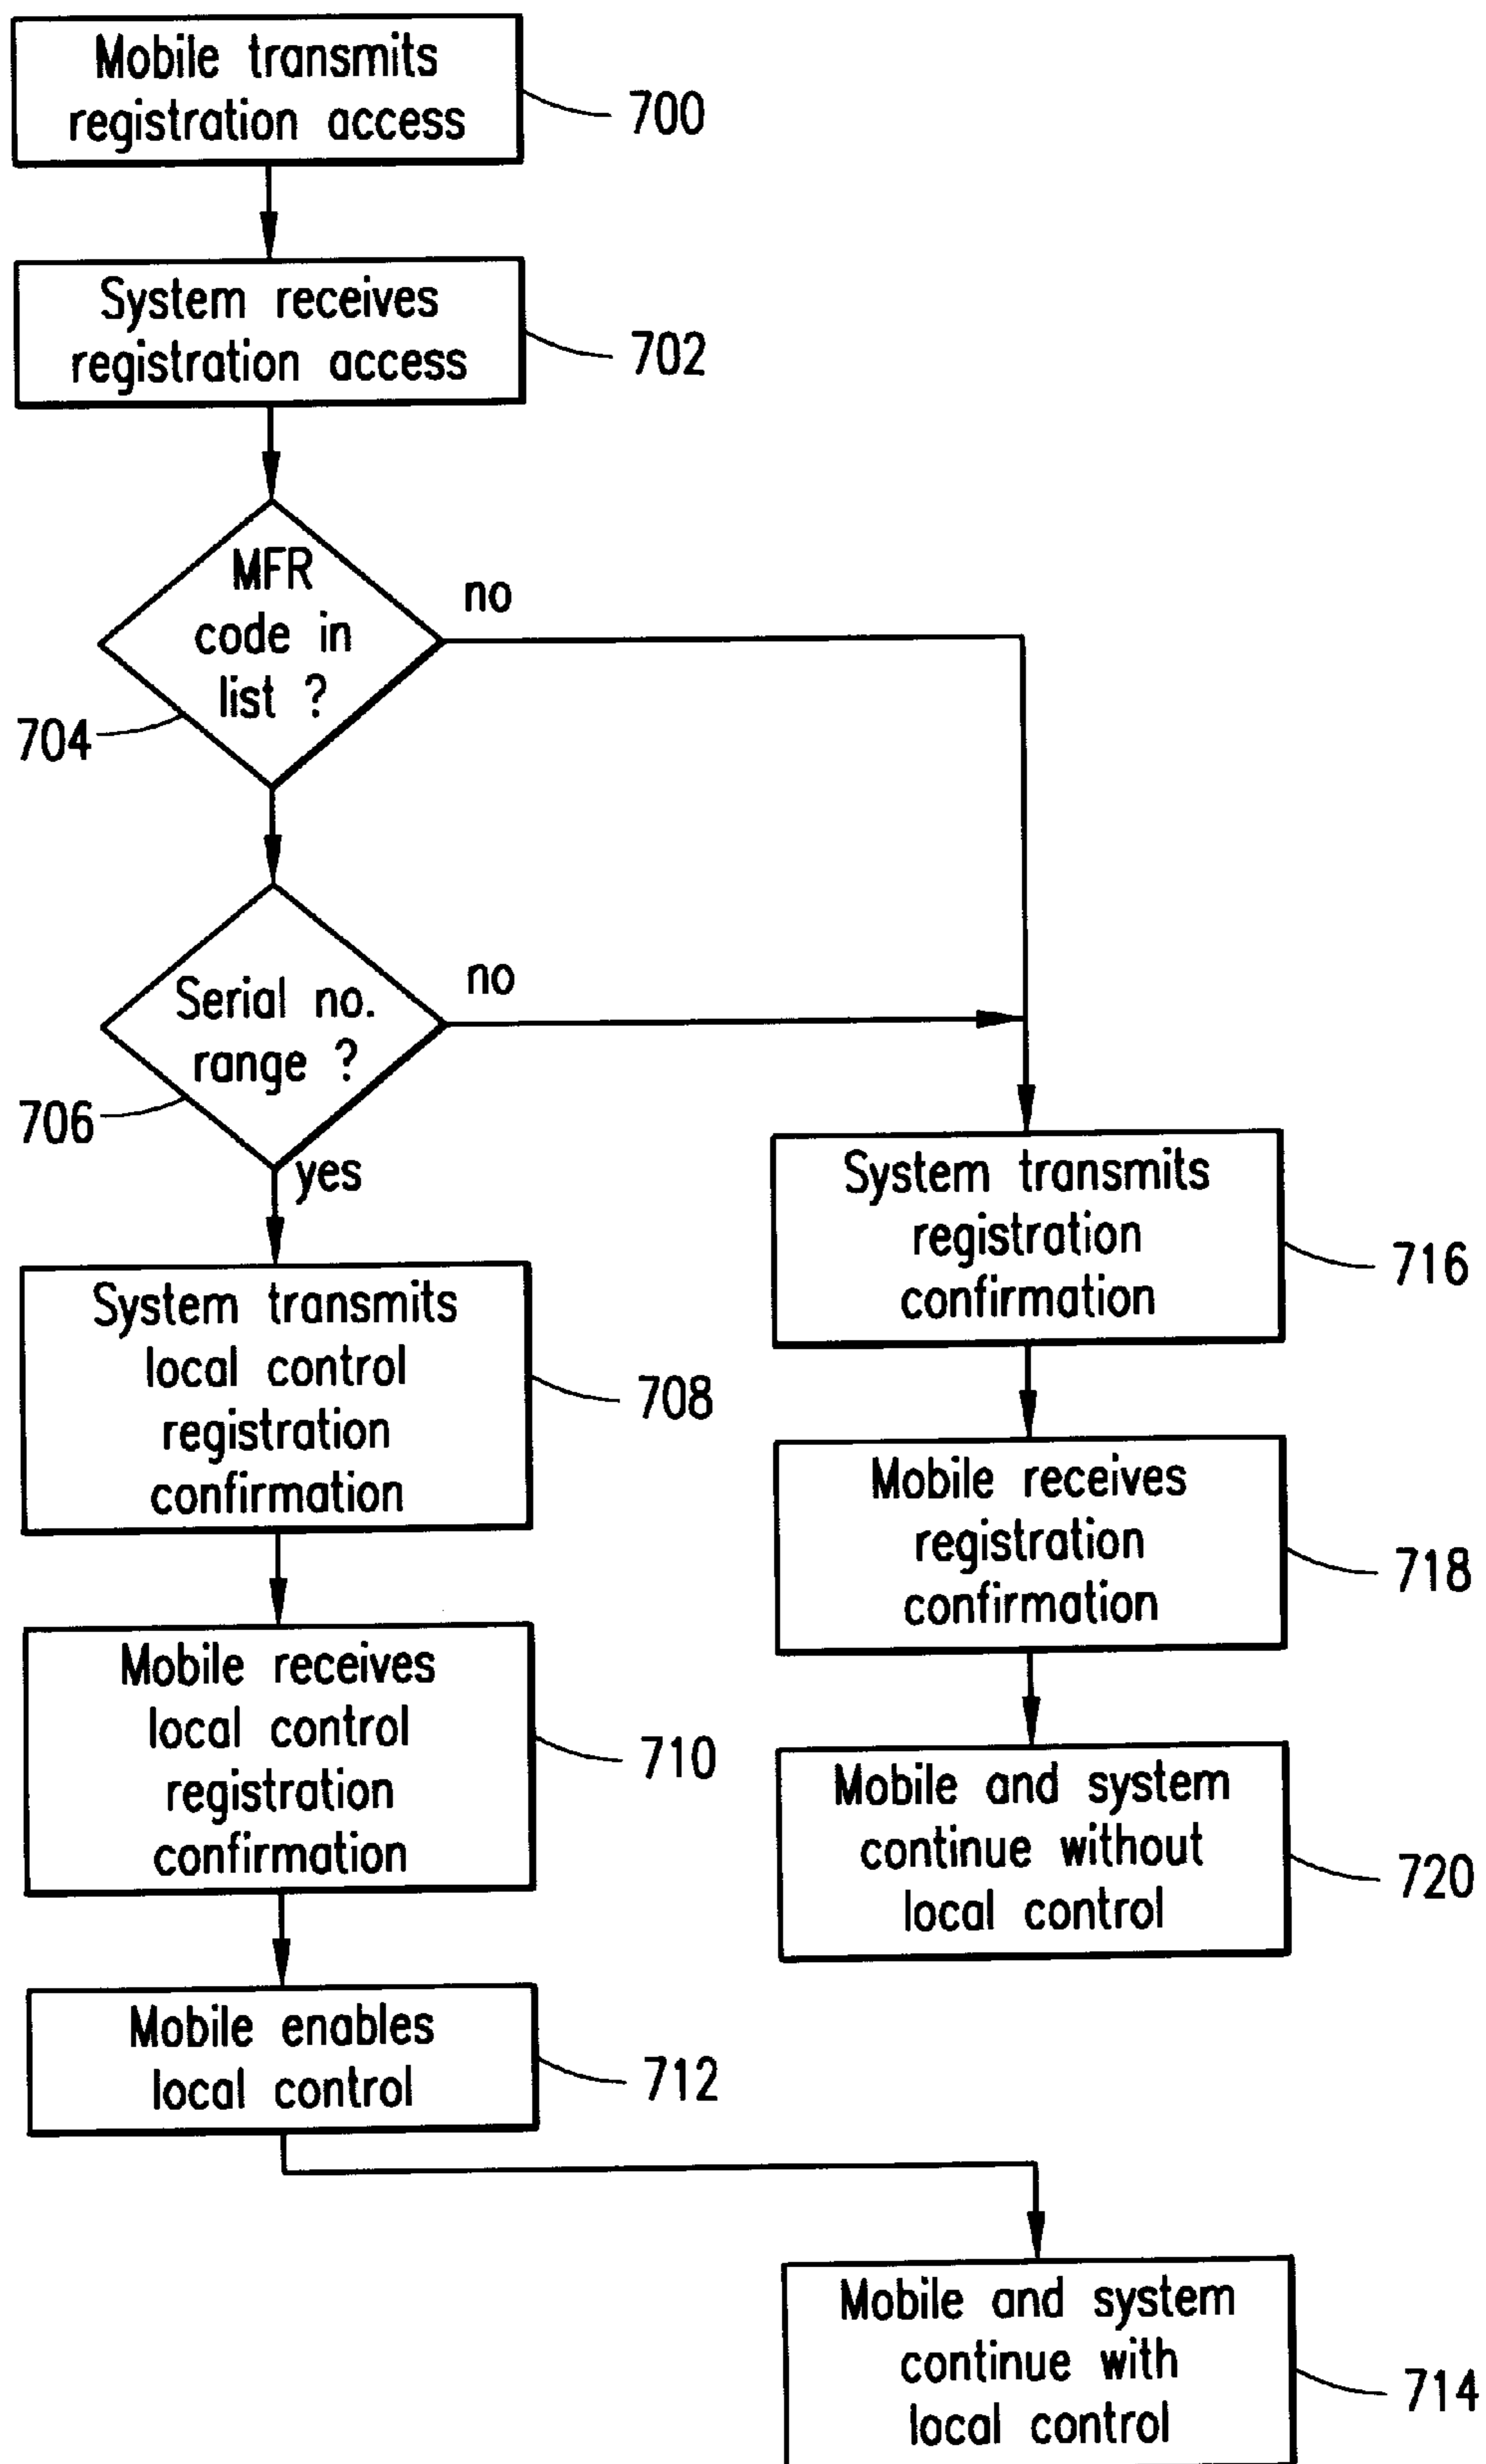 Mobile transmits
registration access
700
System receives
registration access
702
MFR
code in
list ?
no
704
Serial no.
range ?
no
706
yes
System transmits
local control
registration
confirmation
708
System transmits
registration
confirmation
716
Mobile receives
registration
confirmation
718
Mobile receives
local control
registration
confirmation
710
Mobile and system
continue without
local control
720
Mobile enables
local control
712
Mobile and system
continue with
local control
714